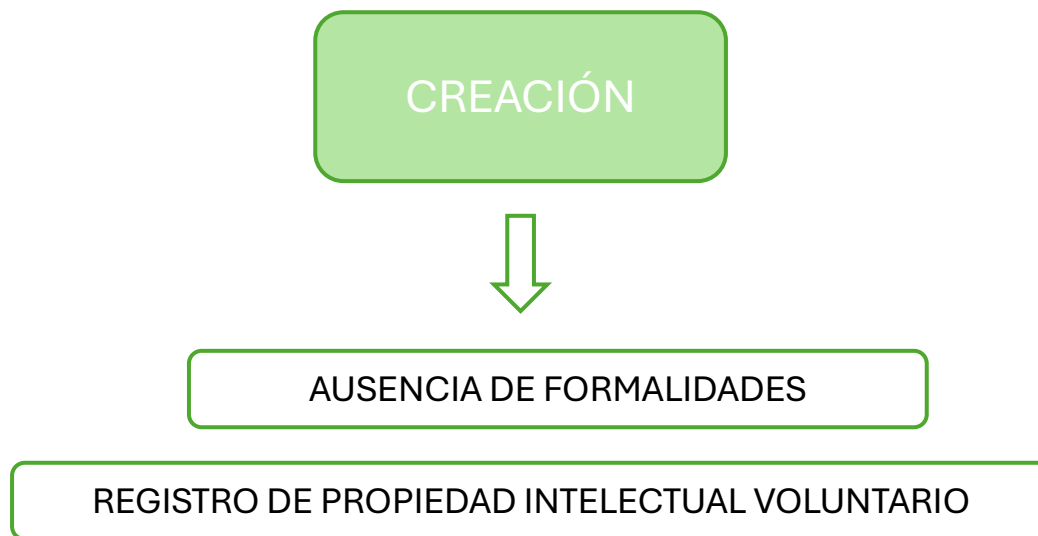 CREACIÓN
AUSENCIA DE FORMALIDADES
REGISTRO DE PROPIEDAD INTELECTUAL VOLUNTARIO